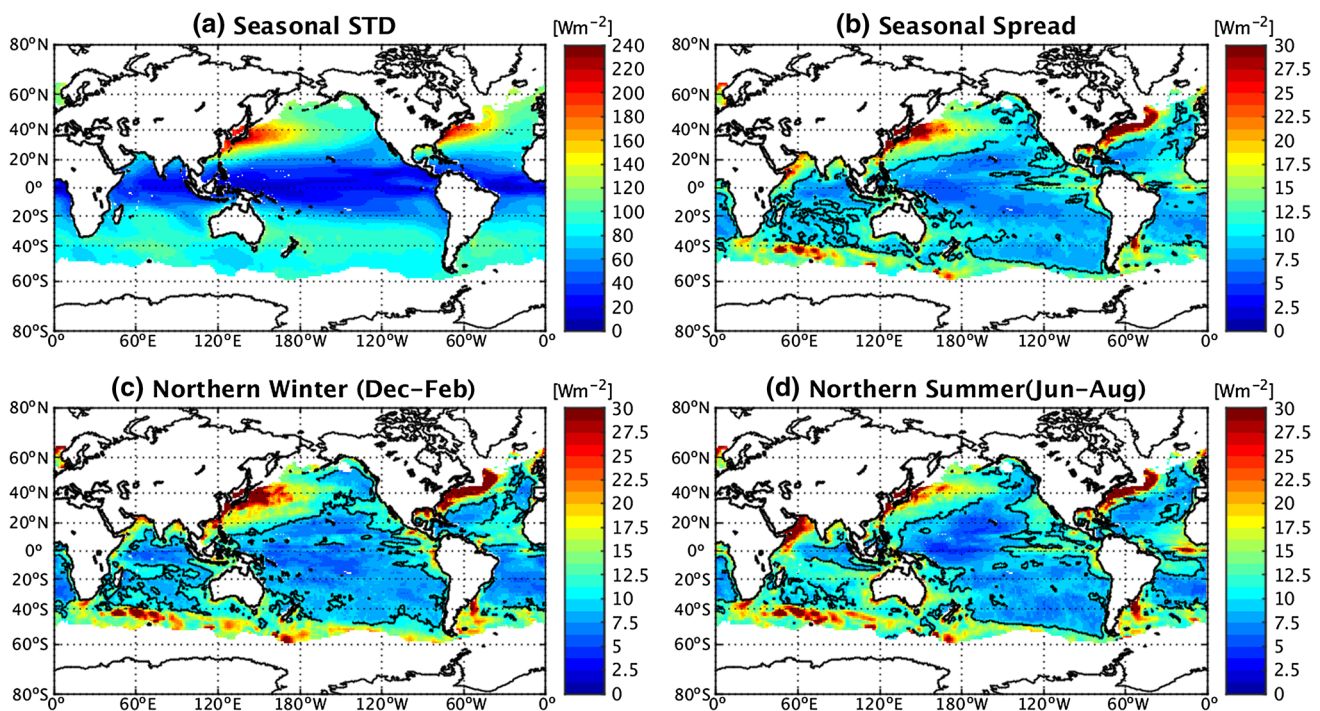 (a) Seasonal STD
[Wm−2]
80°N
60°N
40°N
20°N
0°
20°S
40°S
60°S
80°S
0° 60°E 120°E 180°W 120°W 60°W 0°
240
220
200
180
160
140
120
100
80
60
40
20
0
(b) Seasonal Spread
[Wm−2]
80°N
60°N
40°N
20°N
0°
20°S
40°S
60°S
80°S
0° 60°E 120°E 180°W 120°W 60°W 0°
30
27.5
25
22.5
20
17.5
15
12.5
10
7.5
5
2.5
0
(c) Northern Winter (Dec−Feb)
[Wm−2]
80°N
60°N
40°N
20°N
0°
20°S
40°S
60°S
80°S
0° 60°E 120°E 180°W 120°W 60°W 0°
30
27.5
25
22.5
20
17.5
15
12.5
10
7.5
5
2.5
0
(d) Northern Summer(Jun−Aug)
[Wm−2]
80°N
60°N
40°N
20°N
0°
20°S
40°S
60°S
80°S
0° 60°E 120°E 180°W 120°W 60°W 0°
30
27.5
25
22.5
20
17.5
15
12.5
10
7.5
5
2.5
0